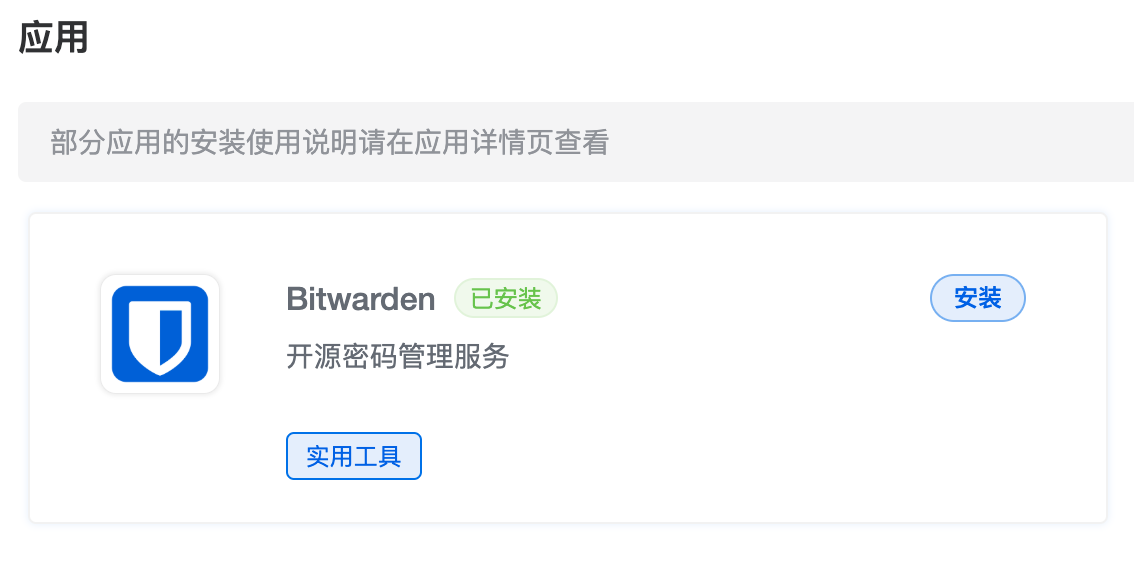 应用
部分应用的安装使用说明请在应用详情页查看
Bitwarden 已安装 安装
开源密码管理服务
实用工具